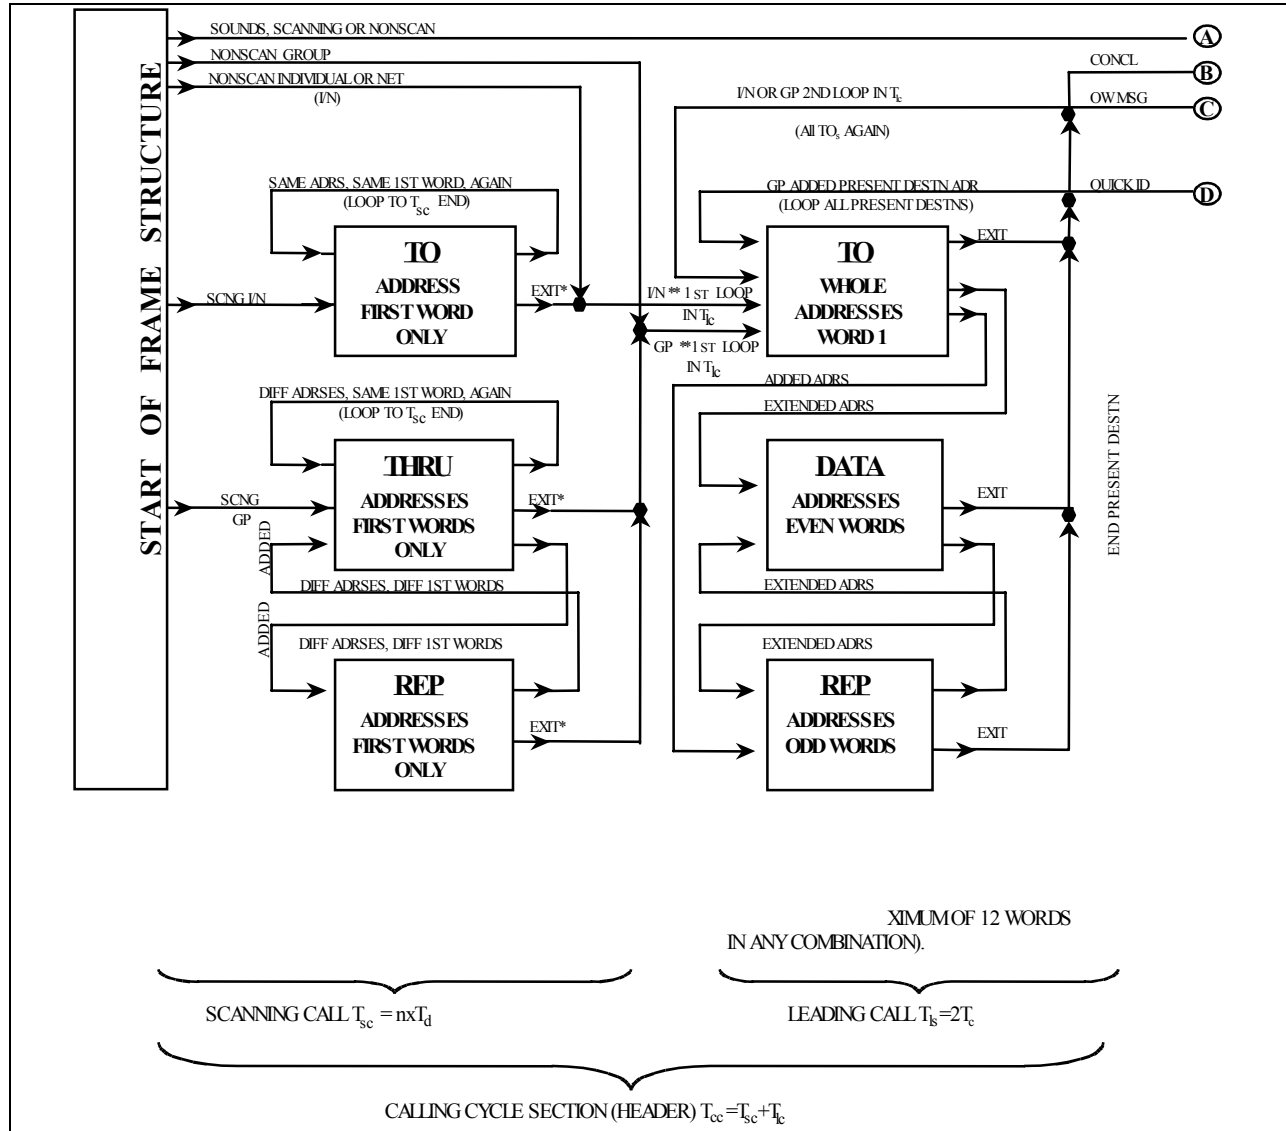 START OF FRAME STRUCTURE
SOUNDS, SCANNING OR NONSCAN
NONSCAN GROUP
NONSCAN INDIVIDUAL OR NET
(I/N)
A
CONCL
B
I/N OR GP 2ND LOOP IN Tlc
OW MSG
C
(All TOs AGAIN)
SAME ADRS, SAME 1ST WORD, AGAIN
(LOOP TO Tsc END)
GP ADDED PRESENT DESTN ADR
(LOOP ALL PRESENT DESTNS)
QUICK ID
D
TO
ADDRESS
FIRST WORD
ONLY
SCNG I/N
EXIT*
I/N ** 1 ST LOOP
IN Tlc
GP **1 ST LOOP
IN Tlc
TO
WHOLE
ADDRESSES
WORD 1
EXIT
ADDED ADRS
EXTENDED ADRS
DIFF ADRSES, SAME 1ST WORD, AGAIN
(LOOP TO Tsc END)
THRU
ADDRESSES
FIRST WORDS
ONLY
SCNG
GP
EXIT*
ADDED
DIFF ADRSES, DIFF 1ST WORDS
DATA
ADDRESSES
EVEN WORDS
EXIT
END PRESENT DESTN
EXTENDED ADRS
ADDED
DIFF ADRSES, DIFF 1ST WORDS
EXTENDED ADRS
REP
ADDRESSES
FIRST WORDS
ONLY
EXIT*
REP
ADDRESSES
ODD WORDS
EXIT
XIMUM OF 12 WORDS
IN ANY COMBINATION).
SCANNING CALL Tsc = nxTd
LEADING CALL Tls =2Tc
CALLING CYCLE SECTION (HEADER) Tcc =Tsc+Tlc